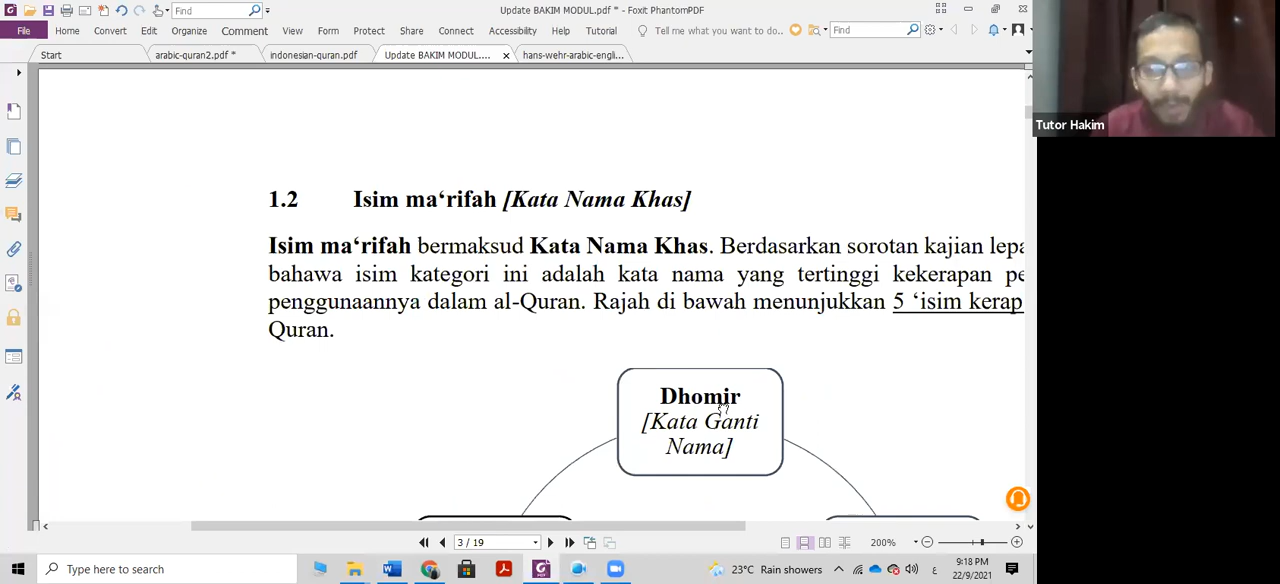 Find
Update BAKIM MODUL.pdf * - Foxit PhantomPDF
File Home Convert Edit Organize Comment View Form Protect Share Connect Accessibility Help Tutorial Tell me what you want to do.. Find
Start arabic-quran2.pdf * indonesian-quran.pdf Update BAKIM MODUL.... × hans-wehr-arabic-engli...
Tutor Hakim
1.2 Isim ma‘rifah [Kata Nama Khas]
Isim ma‘rifah bermaksud Kata Nama Khas. Berdasarkan sorotan kajian lepa
bahawa isim kategori ini adalah kata nama yang tertinggi kekerapan pe
penggunaannya dalam al-Quran. Rajah di bawah menunjukkan 5 ‘isim kerap
Quran.
Dhomir
[Kata Ganti
Nama]
3 / 19
200%
Type here to search
23°C Rain showers
ع
9:18 PM
22/9/2021